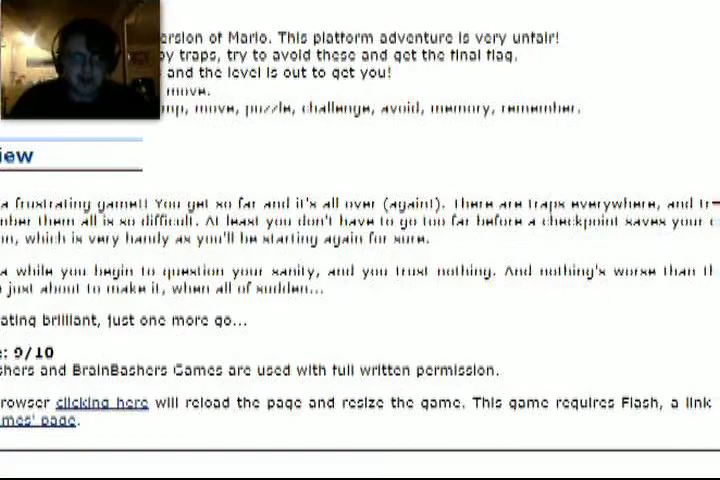 ersion of Mario. This platform adventure is very unfair!
by traps, try to avoid these and get the final flag.
and the level is out to get you!
move.
mp, move, puzzle, challenge, avoid, memory, remember.
iew
a frustrating game!! You get so far and it's all over (again!). There are traps everywhere, and tr
nber them all is so difficult. At least you don't have to go too far before a checkpoint saves your
on, which is very handy as you'll be starting again for sure.
a while you begin to question your sanity, and you trust nothing. And nothing's worse than th
just about to make it, when all of sudden...
ating brilliant, just one more go...
: 9/10
shers and BrainBashers Games are used with full written permission.
rowser clicking here will reload the page and resize the game. This game requires Flash, a link
mes' page.